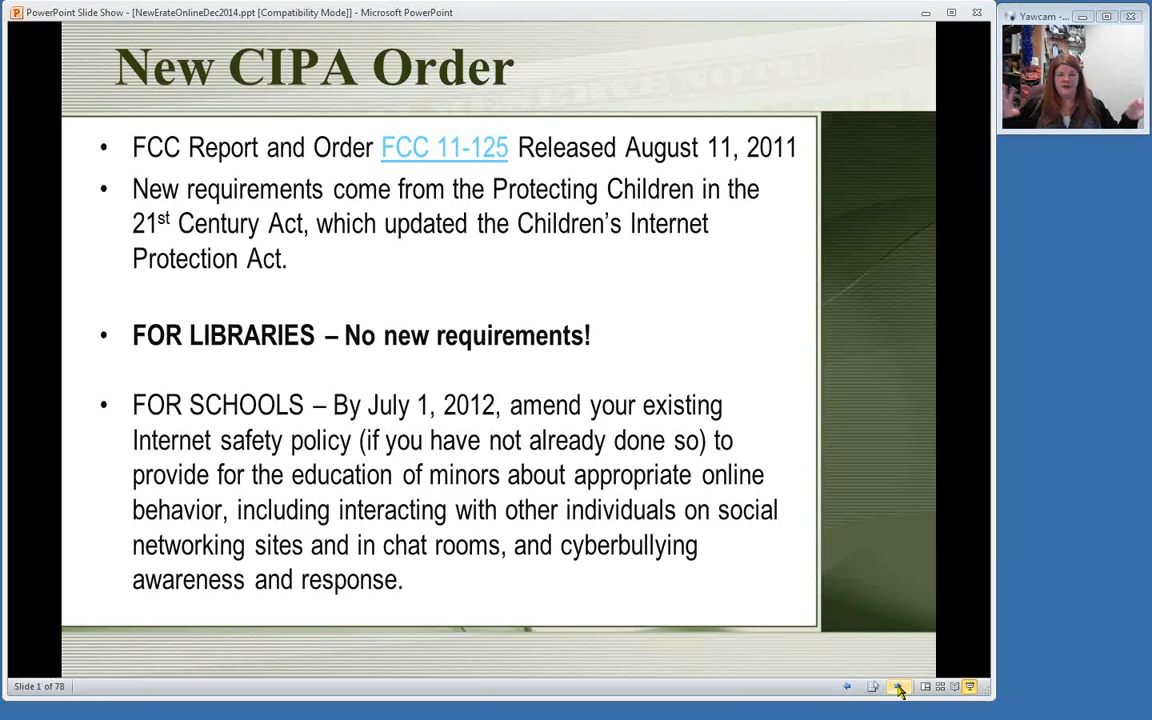 PowerPoint Slide Show - [NewErateOnlineDec2014.ppt [Compatibility Mode]] - Microsoft PowerPoint
Yawcam -...
New CIPA Order
• FCC Report and Order FCC 11-125 Released August 11, 2011
• New requirements come from the Protecting Children in the
21st Century Act, which updated the Children's Internet
Protection Act.
• FOR LIBRARIES – No new requirements!
• FOR SCHOOLS – By July 1, 2012, amend your existing
Internet safety policy (if you have not already done so) to
provide for the education of minors about appropriate online
behavior, including interacting with other individuals on social
networking sites and in chat rooms, and cyberbullying
awareness and response.
Slide 1 of 78